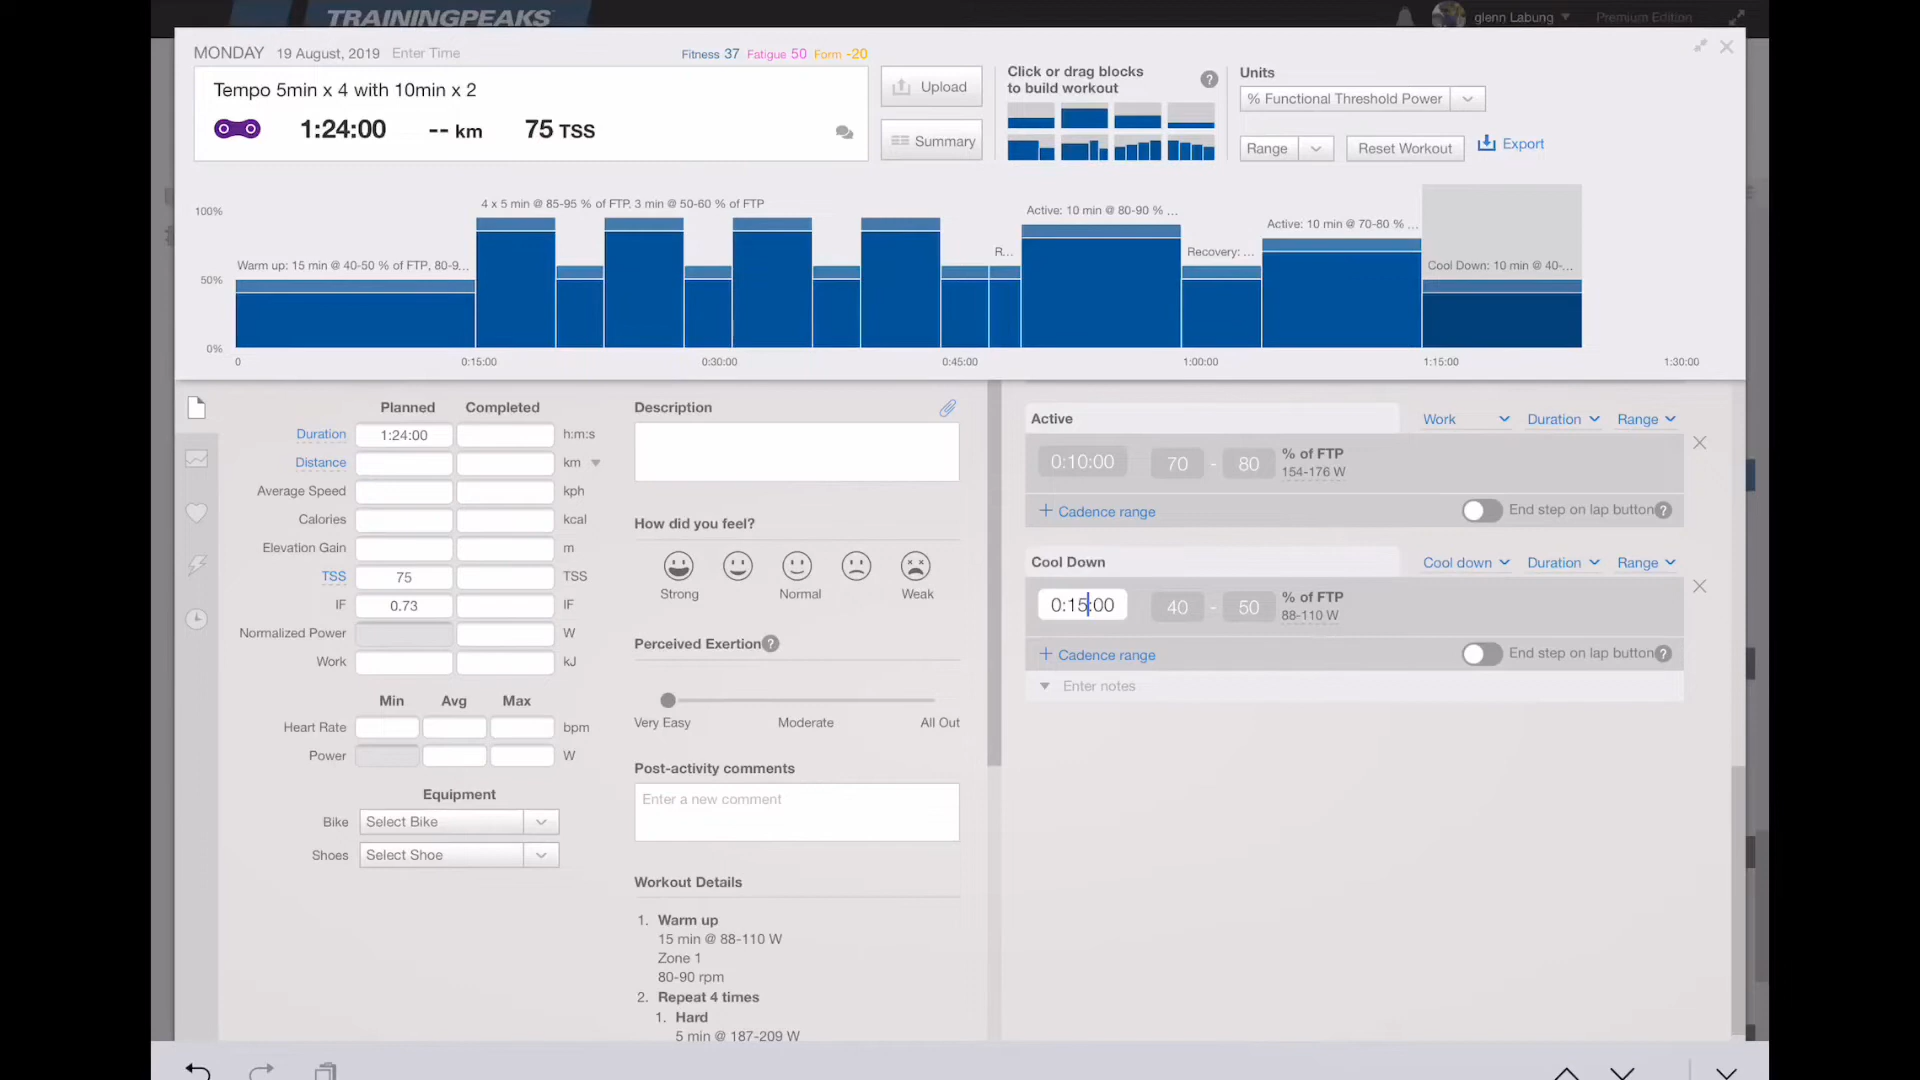 TRAININGPEAKS
glenn Labung
Premium Edition
MONDAY 19 August, 2019 Enter Time
Fitness 37 Fatigue 50 Form -20
Tempo 5min x 4 with 10min x 2
1:24:00 -- km 75 TSS
Upload
Summary
Click or drag blocks
to build workout
?
Units
% Functional Threshold Power
Range
Reset Workout
Export
4 x 5 min @ 85-95 % of FTP, 3 min @ 50-60 % of FTP
Active: 10 min @ 80-90 % ...
Active: 10 min @ 70-80 % ...
R...
Recovery: ...
Warm up: 15 min @ 40-50 % of FTP, 80-9...
Cool Down: 10 min @ 40-...
100%
50%
0%
0
0:15:00
0:30:00
0:45:00
1:00:00
1:15:00
1:30:00
Planned Completed
Duration 1:24:00 h:m:s
Distance km
Average Speed kph
Calories kcal
Elevation Gain m
TSS 75 TSS
IF 0.73 IF
Normalized Power W
Work kJ
Min Avg Max
Heart Rate bpm
Power W
Equipment
Bike Select Bike
Shoes Select Shoe
Description
How did you feel?
Strong
Normal
Weak
Perceived Exertion ?
Very Easy
Moderate
All Out
Post-activity comments
Enter a new comment
Workout Details
1. Warm up
15 min @ 88-110 W
Zone 1
80-90 rpm
2. Repeat 4 times
1. Hard
5 min @ 187-209 W
Active
Work Duration Range
0:10:00 70 - 80 % of FTP
154-176 W
+ Cadence range
End step on lap button ?
Cool Down
Cool down Duration Range
0:15:00 40 - 50 % of FTP
88-110 W
+ Cadence range
End step on lap button ?
Enter notes